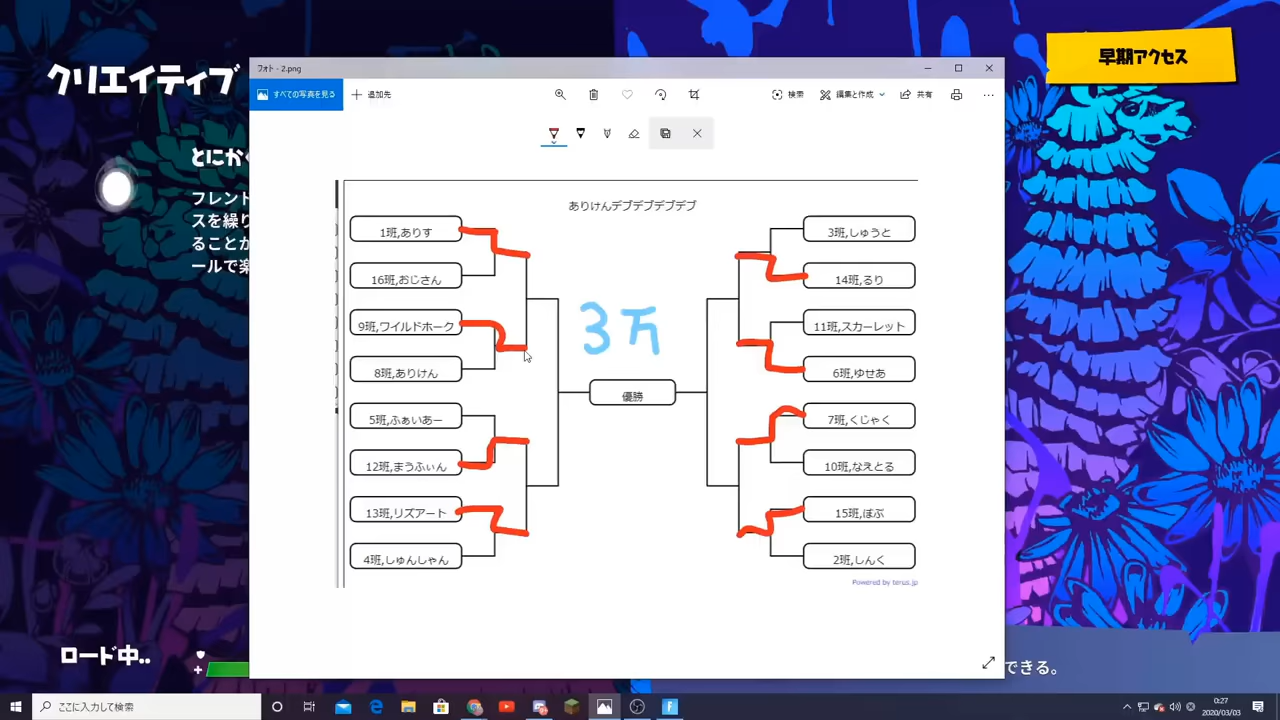 クリエイティブ
早期アクセス
フォト - 2.png
すべての写真を見る
追加先
検索
編集と作成
共有
とにかく
フレンド
スを繰り
ることが
ールで楽
ありけんデブデブデブデブ
1班,ありす
16班,おじさん
9班,ワイルドホーク
8班,ありけん
5班,ふぁいあー
12班,まうふぃん
13班,リズアート
4班,しゅんしゃん
3万
優勝
3班,しゅうと
14班,るり
11班,スカーレット
6班,ゆせあ
7班,くじゃく
10班,なえとる
15班,ぼぶ
2班,しんく
Powered by terus.jp
ロード中..
できる。
ここに入力して検索
0:27
2020/03/03